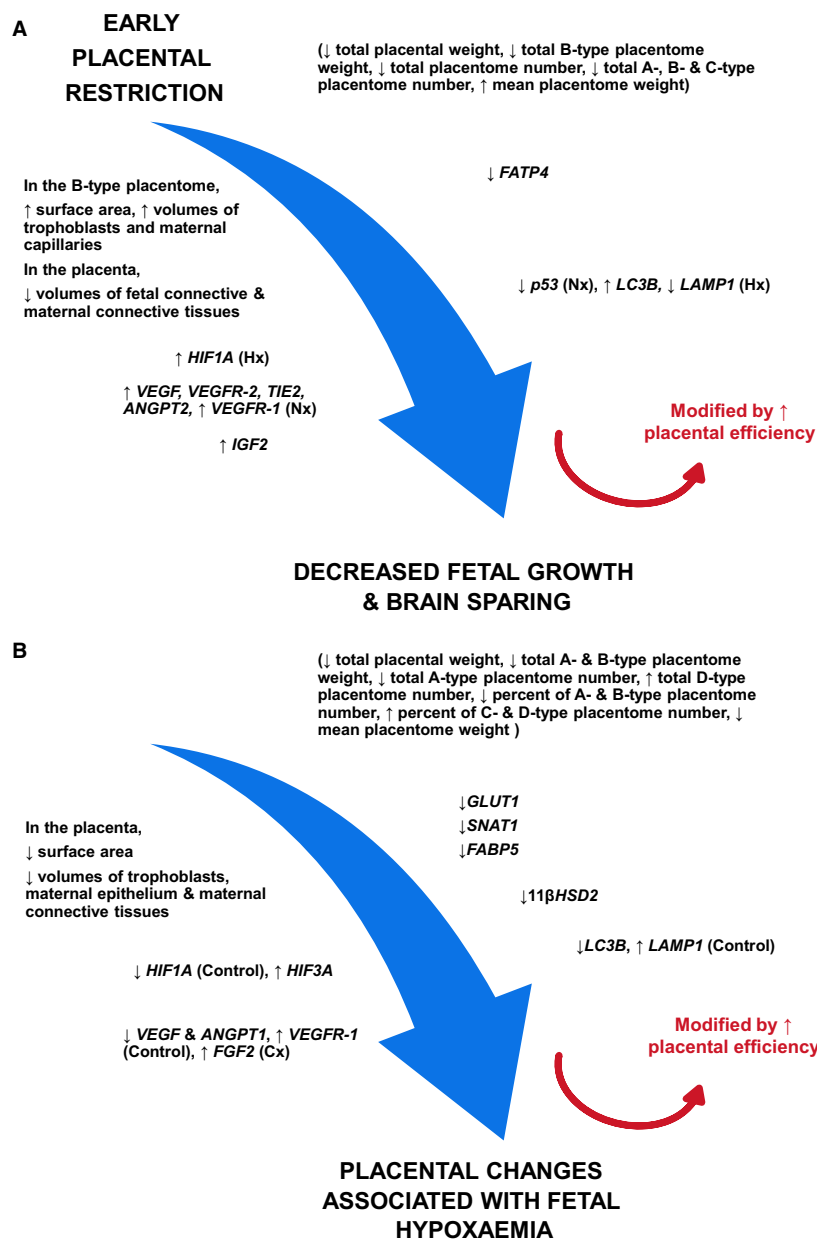 A
EARLY
PLACENTAL
RESTRICTION
(↓ total placental weight, ↓ total B-type placentome
weight, ↓ total placentome number, ↓ total A-, B- & C-type
placentome number, ↑ mean placentome weight)
↓ FATP4
In the B-type placentome,
↑ surface area, ↑ volumes of
trophoblasts and maternal
capillaries
In the placenta,
↓ volumes of fetal connective &
maternal connective tissues
↓ p53 (Nx), ↑ LC3B, ↓ LAMP1 (Hx)
↑ HIF1A (Hx)
↑ VEGF, VEGFR-2, TIE2,
ANGPT2, ↑ VEGFR-1 (Nx)
↑ IGF2
Modified by ↑
placental efficiency
DECREASED FETAL GROWTH
& BRAIN SPARING
B
(↓ total placental weight, ↓ total A- & B-type placentome
weight, ↓ total A-type placentome number, ↑ total D-type
placentome number, ↓ percent of A- & B-type placentome
number, ↑ percent of C- & D-type placentome number, ↓
mean placentome weight )
↓GLUT1
↓SNAT1
↓FABP5
In the placenta,
↓ surface area
↓ volumes of trophoblasts,
maternal epithelium & maternal
connective tissues
↓11βHSD2
↓LC3B, ↑ LAMP1 (Control)
↓ HIF1A (Control), ↑ HIF3A
↓ VEGF & ANGPT1, ↑ VEGFR-1
(Control), ↑ FGF2 (Cx)
Modified by ↑
placental efficiency
PLACENTAL CHANGES
ASSOCIATED WITH FETAL
HYPOXAEMIA